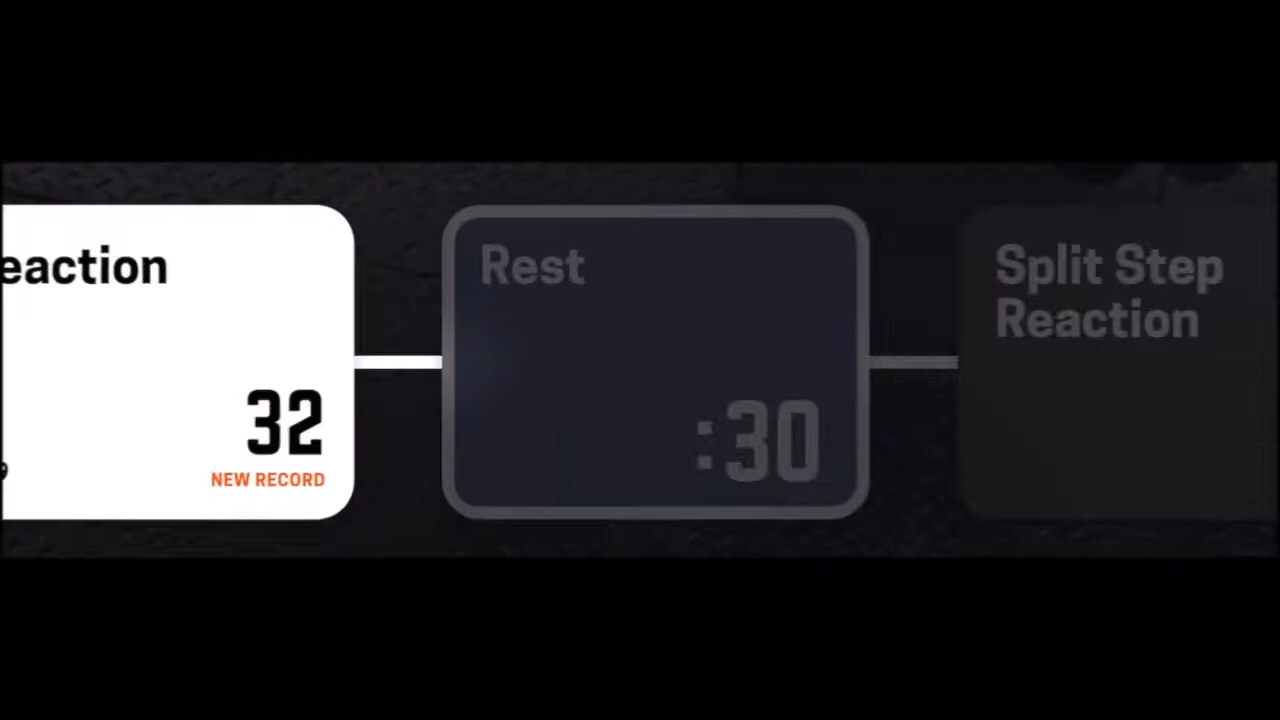 eaction
32
NEW RECORD
Rest
:30
Split Step
Reaction